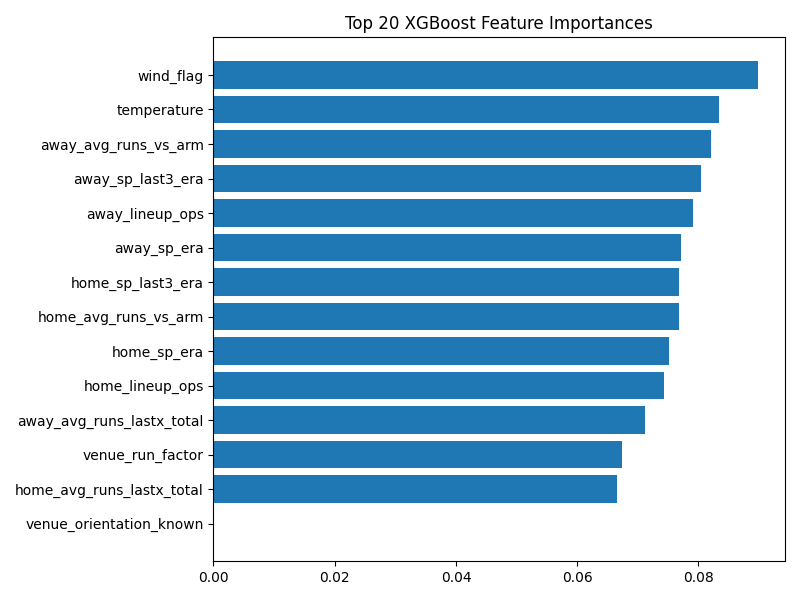 Top 20 XGBoost Feature Importances
wind_flag
temperature
away_avg_runs_vs_arm
away_sp_last3_era
away_lineup_ops
away_sp_era
home_sp_last3_era
home_avg_runs_vs_arm
home_sp_era
home_lineup_ops
away_avg_runs_lastx_total
venue_run_factor
home_avg_runs_lastx_total
venue_orientation_known
0.00 0.02 0.04 0.06 0.08